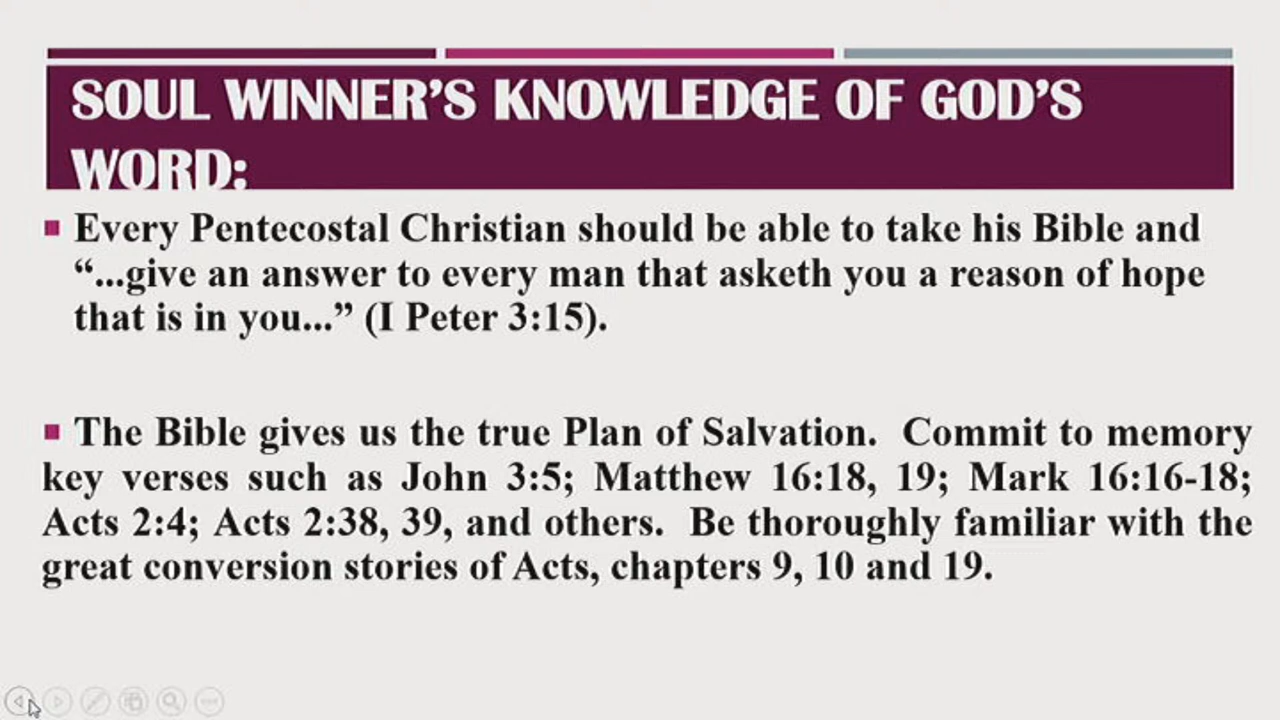 SOUL WINNER’S KNOWLEDGE OF GOD’S
WORD:
Every Pentecostal Christian should be able to take his Bible and
“...give an answer to every man that asketh you a reason of hope
that is in you...” (I Peter 3:15).
The Bible gives us the true Plan of Salvation. Commit to memory
key verses such as John 3:5; Matthew 16:18, 19; Mark 16:16-18;
Acts 2:4; Acts 2:38, 39, and others. Be thoroughly familiar with the
great conversion stories of Acts, chapters 9, 10 and 19.